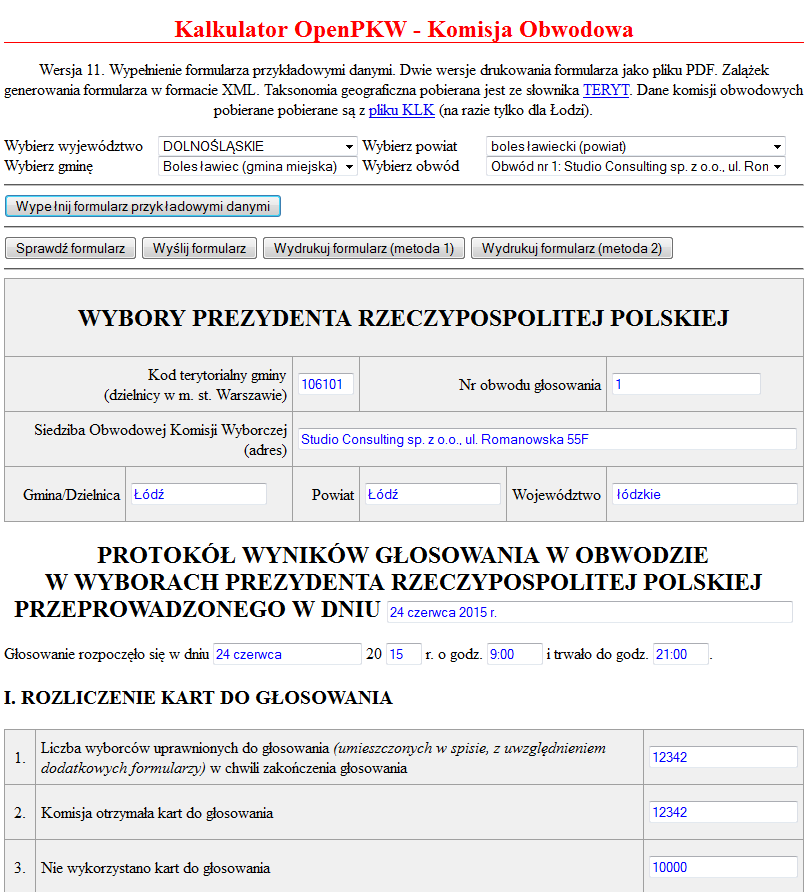 Kalkulator OpenPKW - Komisja Obwodowa
Wersja 11. Wypełnienie formularza przykładowymi danymi. Dwie wersje drukowania formularza jako pliku PDF. Zalążek
generowania formularza w formacie XML. Taksonomia geograficzna pobierana jest ze słownika TERYT. Dane komisji obwodowych
pobierane pobierane są z pliku KLK (na razie tylko dla Łodzi).
Wybierz wyjewództwo DOLNOŚLĄSKIE Wybierz powiat bolesławiecki (powiat)
Wybierz gminę Bolesławiec (gmina miejska) Wybierz obwód Obwód nr 1: Studio Consulting sp. z o.o., ul. Ron
Wypełnij formularz przykładowymi danymi
Sprawdź formularz Wyślij formularz Wydrukuj formularz (metoda 1) Wydrukuj formularz (metoda 2)
WYBORY PREZYDENTA RZECZYPOSPOLITEJ POLSKIEJ
Kod terytorialny gminy
(dzielnicy w m. st. Warszawie) 106101 Nr obwodu głosowania 1
Siedziba Obwodowej Komisji Wyborczej
(adres) Studio Consulting sp. z o.o., ul. Romanowska 55F
Gmina/Dzielnica Łódź Powiat Łódź Województwo łódzkie
PROTOKÓŁ WYNIKÓW GŁOSOWANIA W OBWODZIE
W WYBORACH PREZYDENTA RZECZYPOSPOLITEJ POLSKIEJ
PRZEPROWADZONEGO W DNIU 24 czerwca 2015 r.
Głosowanie rozpoczęło się w dniu 24 czerwca 20 15 r. o godz. 9:00 i trwało do godz. 21:00.
I. ROZLICZENIE KART DO GŁOSOWANIA
1. Liczba wyborców uprawnionych do głosowania (umieszczonych w spisie, z uwzględnieniem
dodatkowych formularzy) w chwili zakończenia głosowania 12342
2. Komisja otrzymała kart do głosowania 12342
3. Nie wykorzystano kart do głosowania 10000